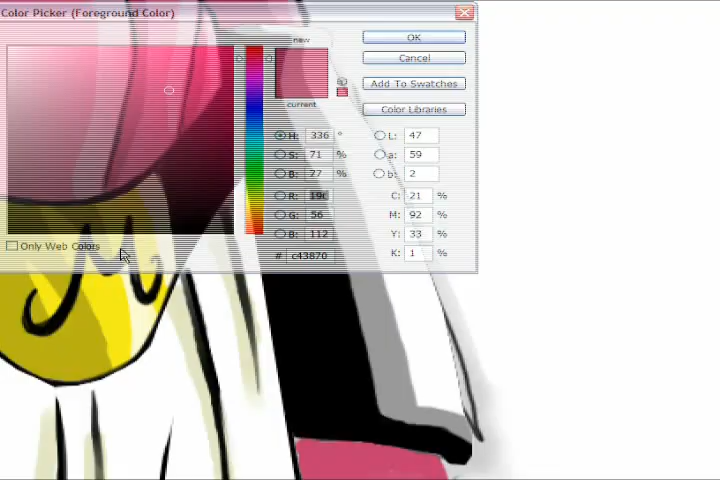 Color Picker (Foreground Color)
new
current
OK
Cancel
Add To Swatches
Color Libraries
H: 336 °
S: 71 %
B: 77 %
R: 196
G: 56
B: 112
# c43870
L: 47
a: 59
b: 2
C: 21 %
M: 92 %
Y: 33 %
K: 1 %
Only Web Colors